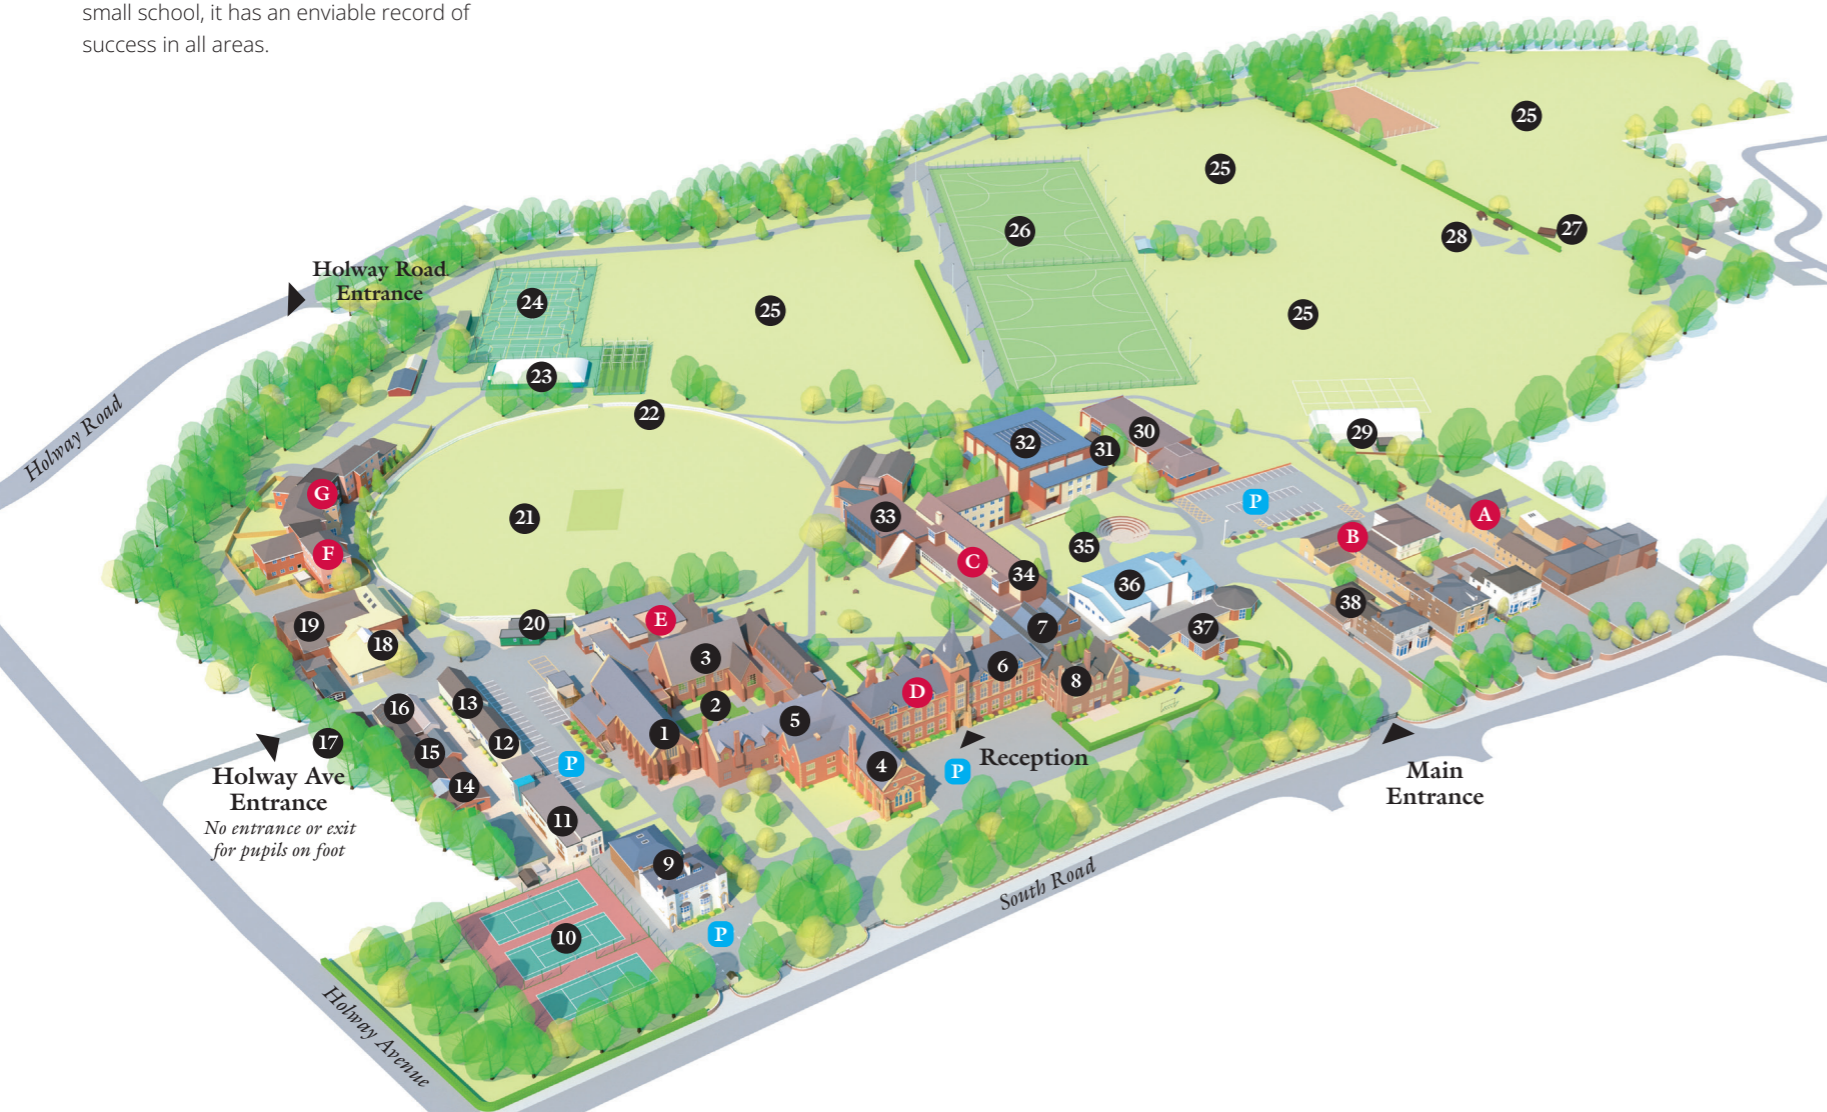 small school, it has an enviable record of
success in all areas.
25
25
26
28
27
Holway Road
Entrance
24
25
25
23
22
29
30
31
32
Holway Road
G
21
33
P
A
B
F
35
C
34
36
38
19
18
20
E
7
37
3
6
8
D
16
13
2
5
1
17
15
12
Holway Ave
Entrance
No entrance or exit
for pupils on foot
14
P
4
P
Reception
Main
Entrance
11
9
South Road
10
P
Holway Avenue